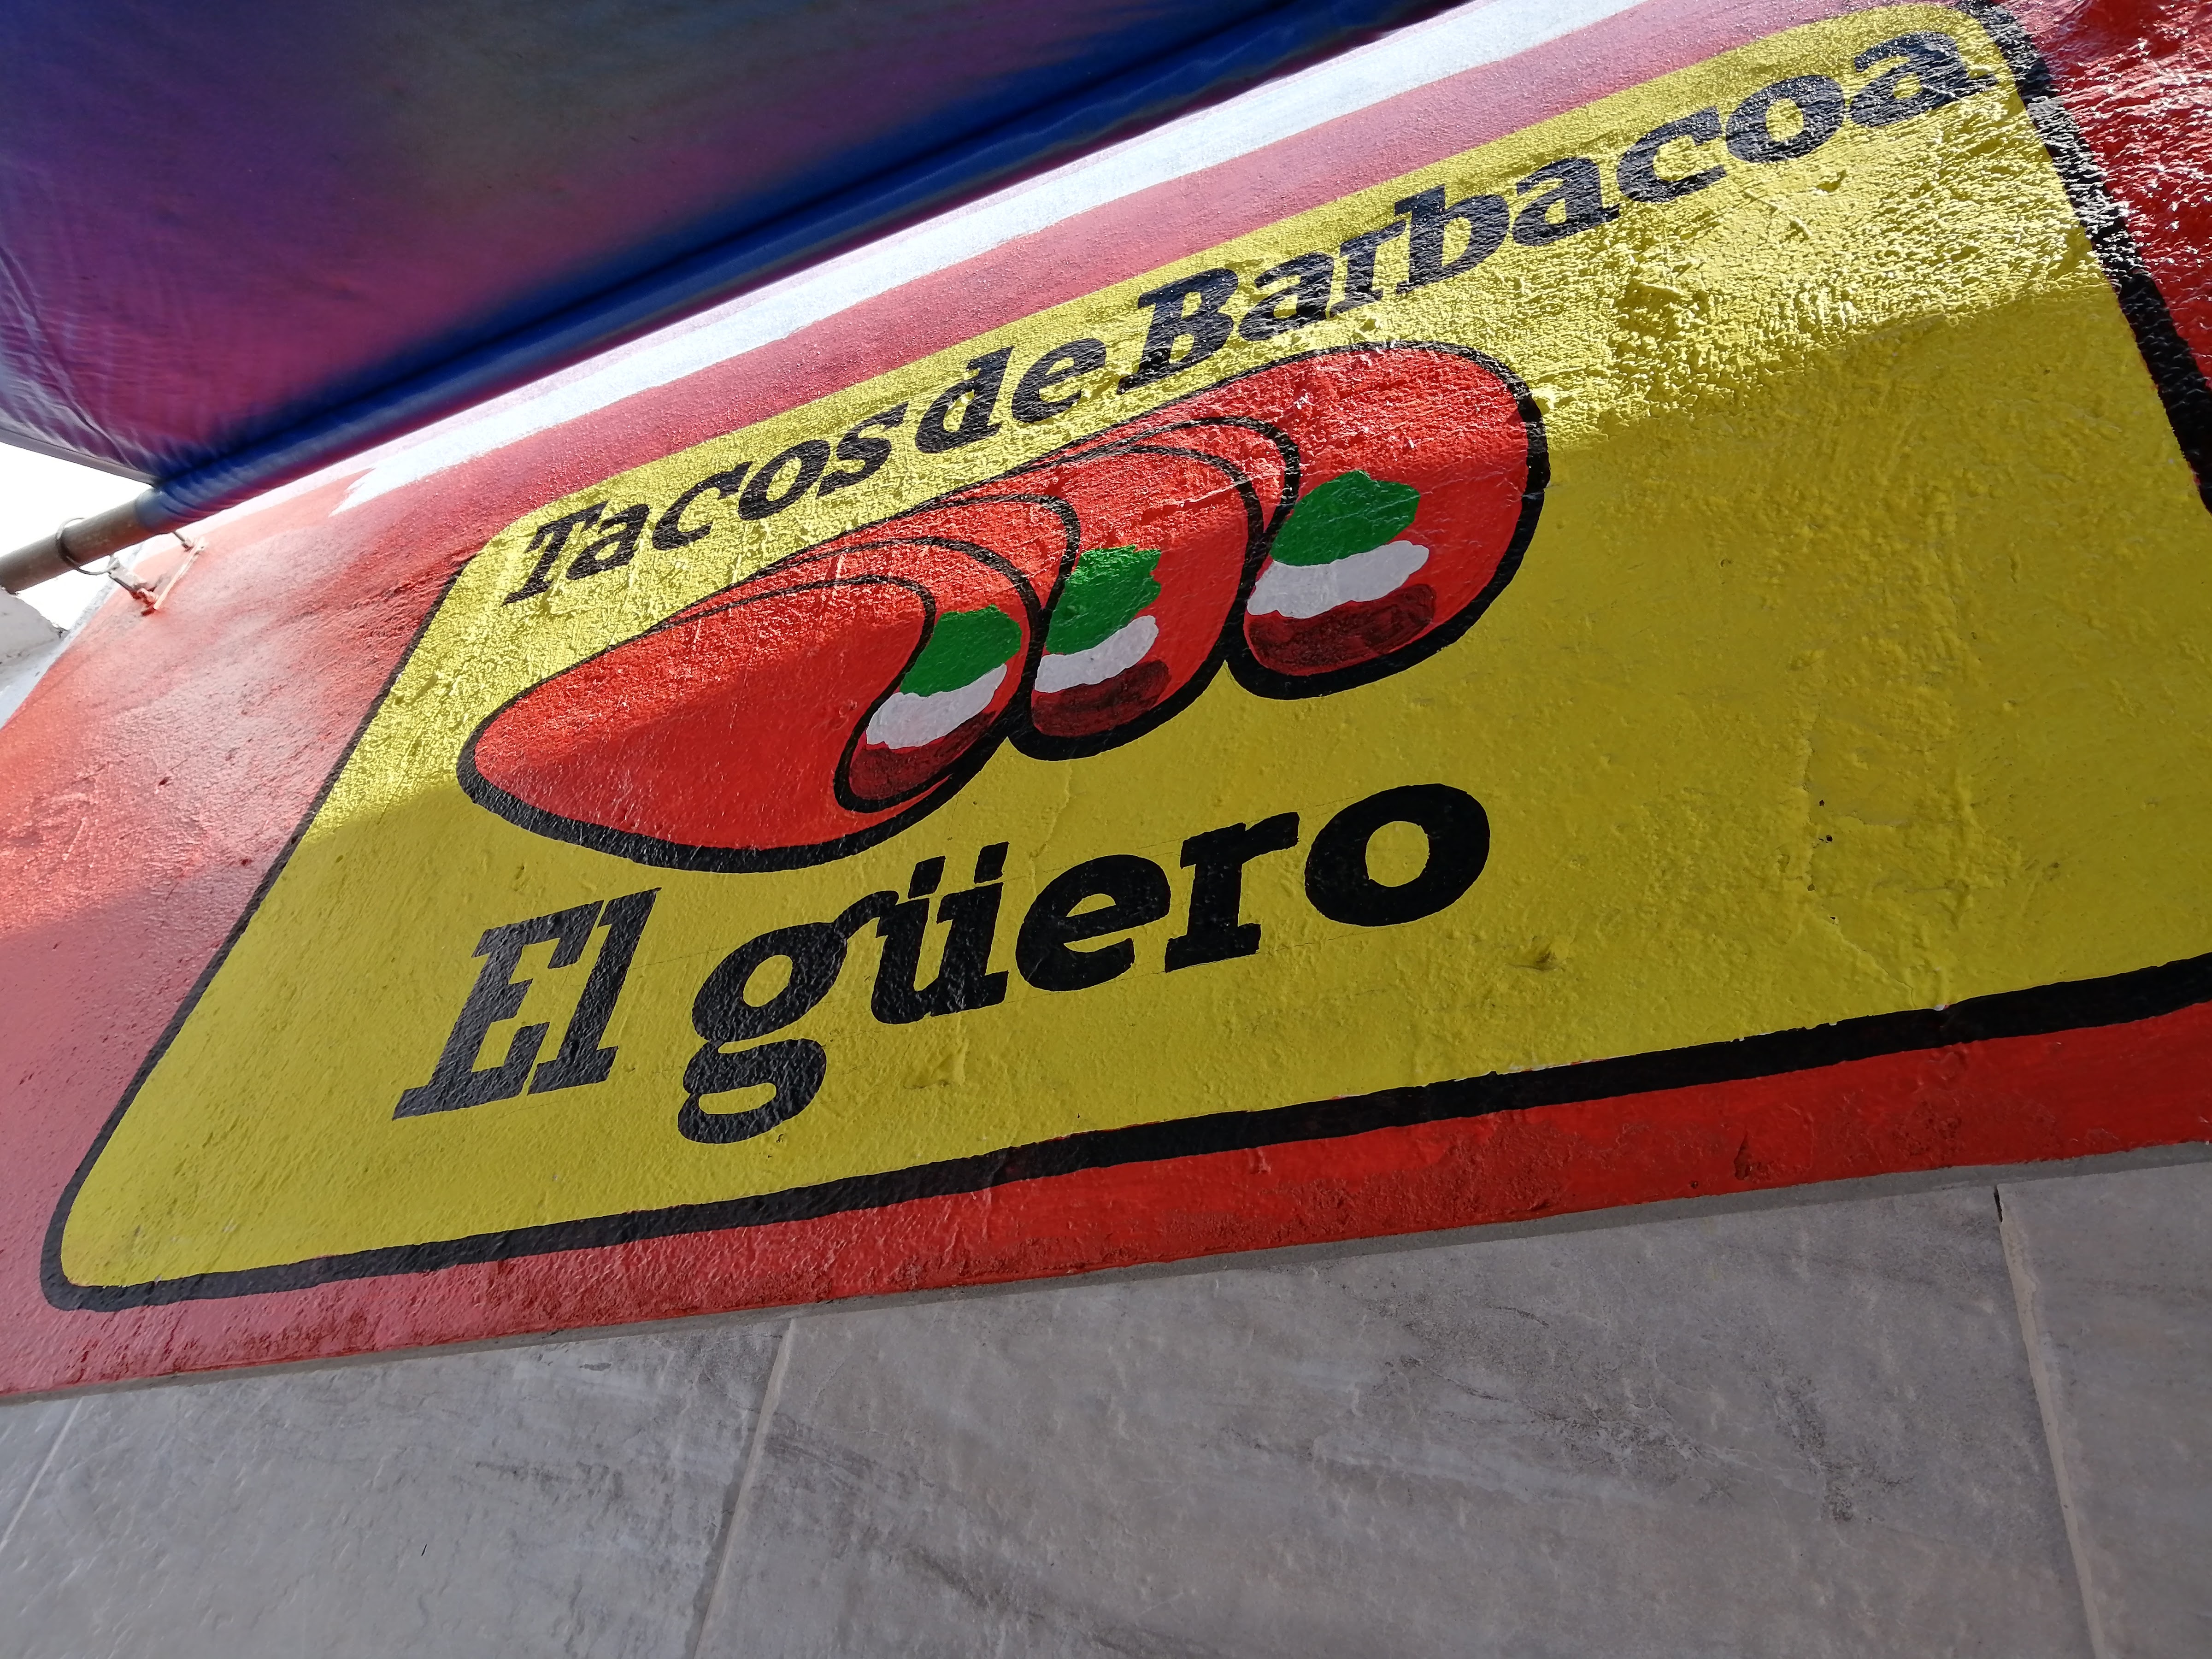 Tacos de Barbacoa
El güero